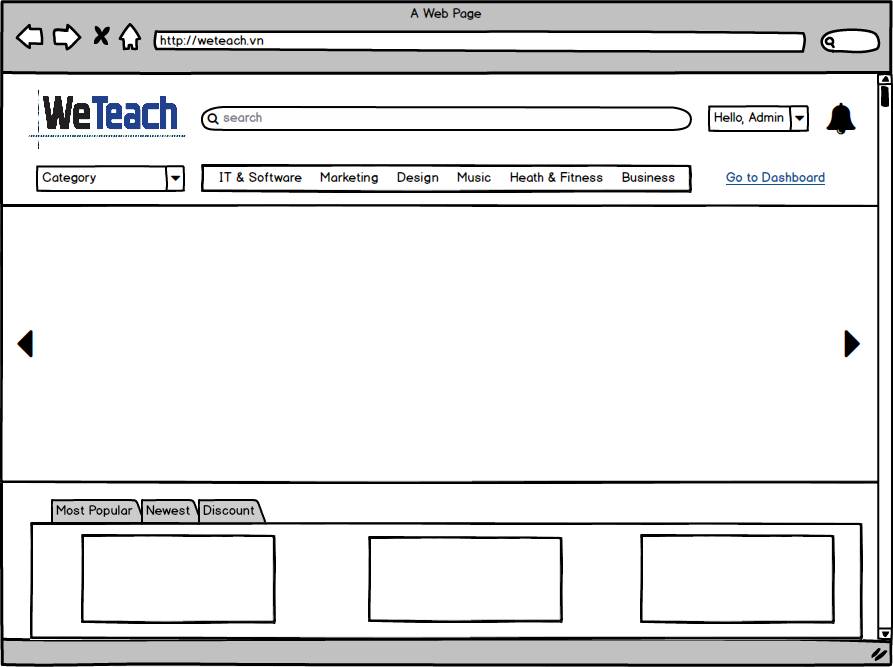 A Web Page
http://weteach.vn
WeTeach
search
Hello, Admin
Category
IT & Software Marketing Design Music Heath & Fitness Business
Go to Dashboard
Most Popular Newest Discount